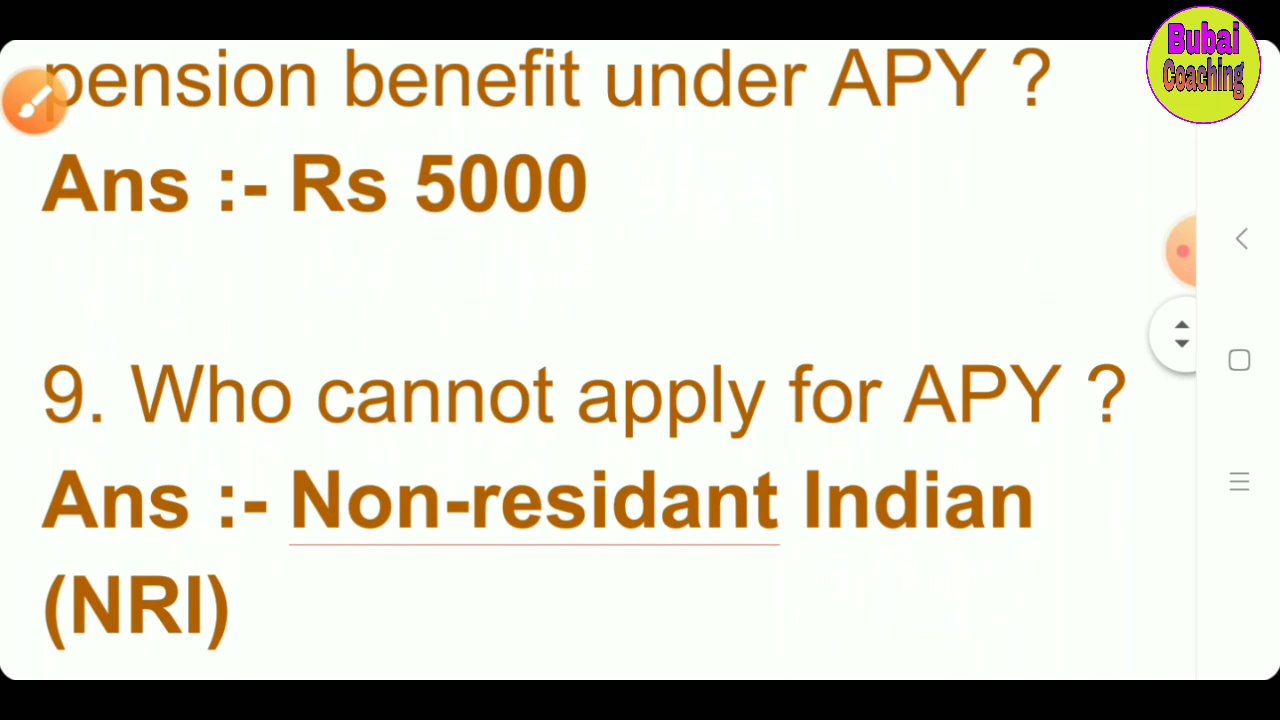 Bubai
Coaching
pension benefit under APY ?
Ans :- Rs 5000
9. Who cannot apply for APY ?
Ans :- Non-residant Indian
(NRI)